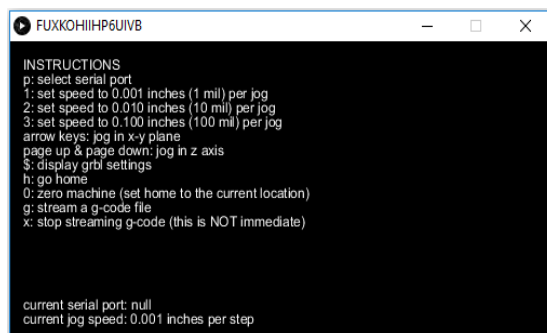 FUXKOHIIHP6UIVB
INSTRUCTIONS
p: select serial port
1: set speed to 0.001 inches (1 mil) per jog
2: set speed to 0.010 inches (10 mil) per jog
3: set speed to 0.100 inches (100 mil) per jog
arrow keys: jog in x-y plane
page up & page down: jog in z axis
$: display grbl settings
h: go home
0: zero machine (set home to the current location)
g: stream a g-code file
x: stop streaming g-code (this is NOT immediate)
current serial port: null
current jog speed: 0.001 inches per step